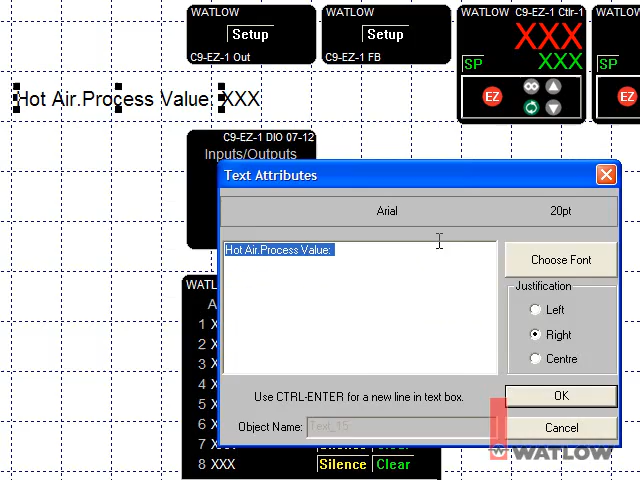 WATLOW
Setup
C9-EZ-1 Out
WATLOW
Setup
C9-EZ-1 FB
WATLOW C9-EZ-1 Ctlr-1
XXX
SP XXX
EZ
WATLOW
SP
EZ
Hot Air.Process Value: XXX
C9-EZ-1 DIO 07-12
Inputs/Outputs
Text Attributes
Arial 20pt
Hot Air.Process Value:
Choose Font
Justification
Left
Right
Centre
Use CTRL-ENTER for a new line in text box.
OK
Object Name: Text_15
Cancel
WATL
A
1 X
2 X
3 X
4 X
5 X
6 X
7 XXX Silence Clear
8 XXX Silence Clear
WATLOW